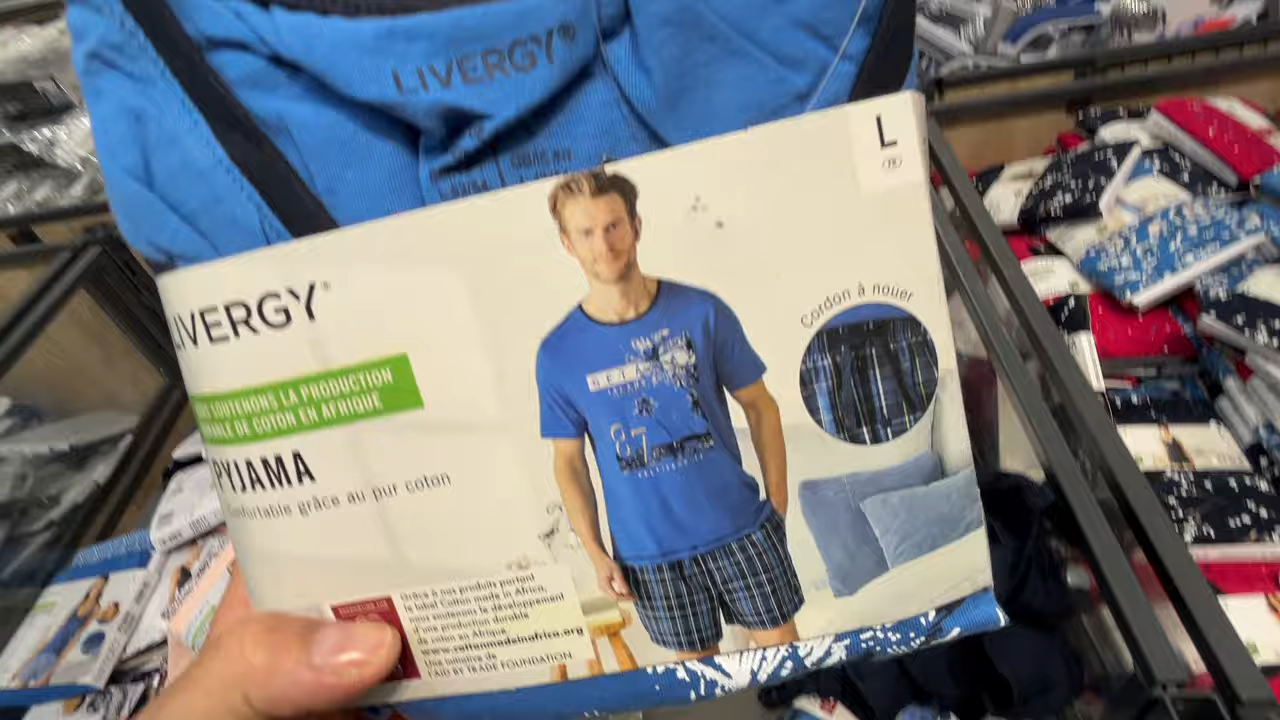 LIVERGY®
L
LIVERGY®
SOUTENONS LA PRODUCTION
DE COTON EN AFRIQUE
PYJAMA
grâce au pur coton
Cordon à nouer
RELAX
87
Grâce à nos produits portant
le label Cotton made in Africa,
nous soutenons le développement
d'une production durable
de coton en Afrique.
www.cottonmadeinafrica.org
Une initiative de
l'AID BY TRADE FOUNDATION